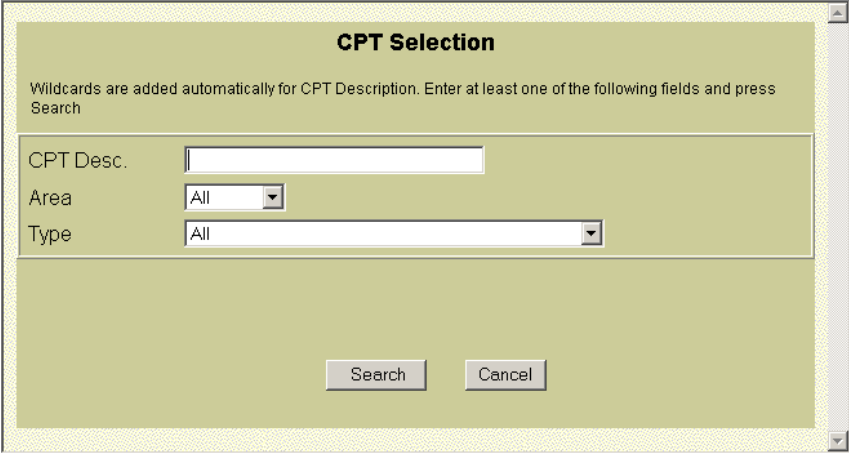 CPT Selection
Wildcards are added automatically for CPT Description. Enter at least one of the following fields and press
Search
CPT Desc.
Area All
Type All
Search Cancel